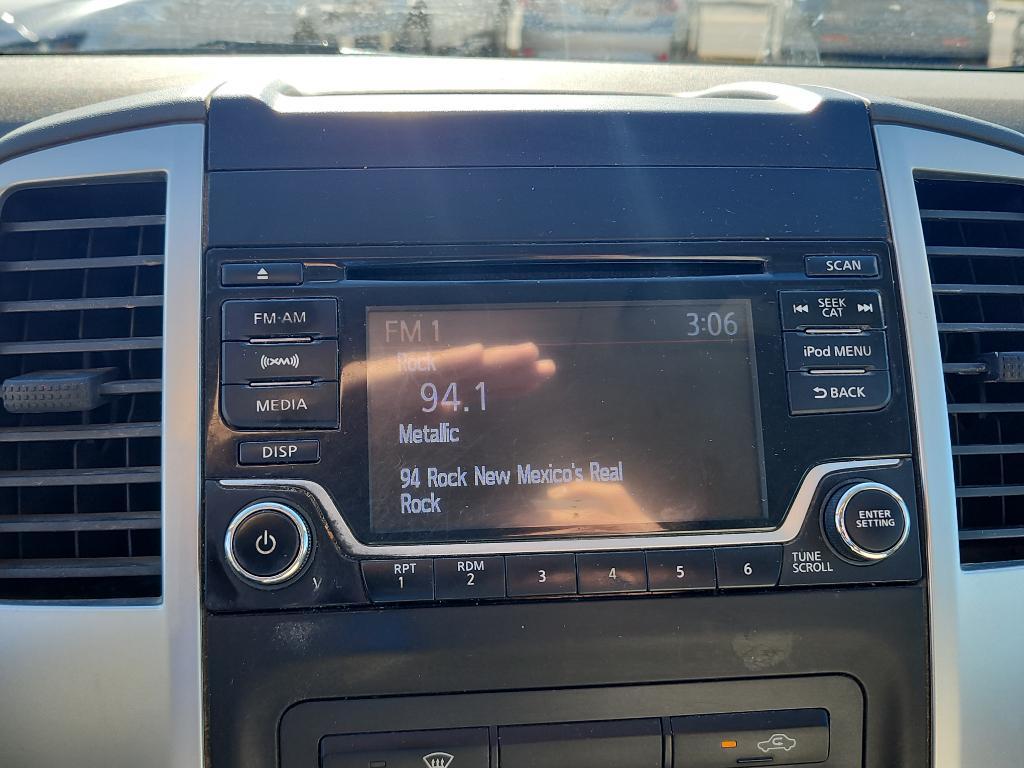 SCAN
FM-AM
SEEK
CAT
((XM))
iPod MENU
MEDIA
BACK
DISP
FM 1
3:06
Rock
94.1
Metallic
94 Rock New Mexico's Real
Rock
ENTER
SETTING
TUNE
SCROLL
RPT
1
RDM
2
3
4
5
6